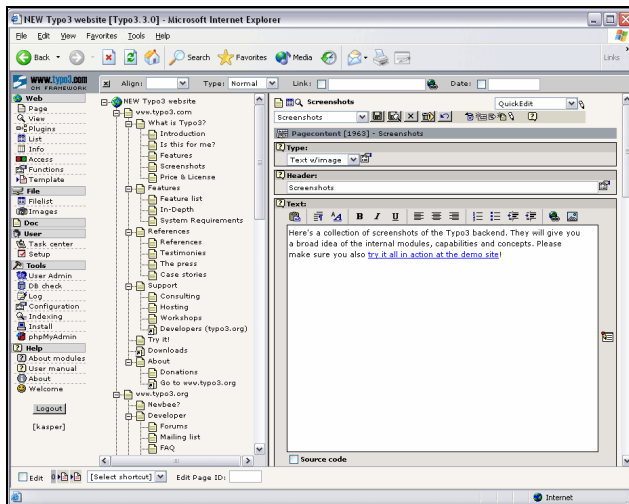 NEW Typo3 website [Typo3.3.0] - Microsoft Internet Explorer
File Edit View Favorites Tools Help
Back Search Favorites Media Links
www.typo3.com
CM FRAMEWORK
Align: Type: Normal Link: Date:
Web
Page
View
Plugins
List
Info
Access
Functions
Template
File
Filelist
Images
Doc
User
Task center
Setup
Tools
User Admin
DB check
Log
Configuration
Indexing
Install
phpMyAdmin
Help
About modules
User manual
About
Welcome
Logout
[kasper]
NEW Typo3 website
www.typo3.com
What is Typo3?
Introduction
Is this for me?
Features
Screenshots
Price & License
Features
Feature list
In-Depth
System Requirements
References
References
Testimonies
The press
Case stories
Support
Consulting
Hosting
Workshops
Developers (typo3.org)
Try it!
Downloads
About
Donations
Go to www.typo3.org
www.typo3.org
Newbee?
Developer
Forums
Mailing list
FAQ
Screenshots QuickEdit
Screenshots
Pagecontent [1963] - Screenshots
Type:
Text w/image
Header:
Screenshots
Text:
B I U
Here's a collection of screenshots of the Typo3 backend. They will give you
a broad idea of the internal modules, capabilities and concepts. Please
make sure you also try it all in action at the demo site!
Source code
Edit [Select shortcut] Edit Page ID:
Internet